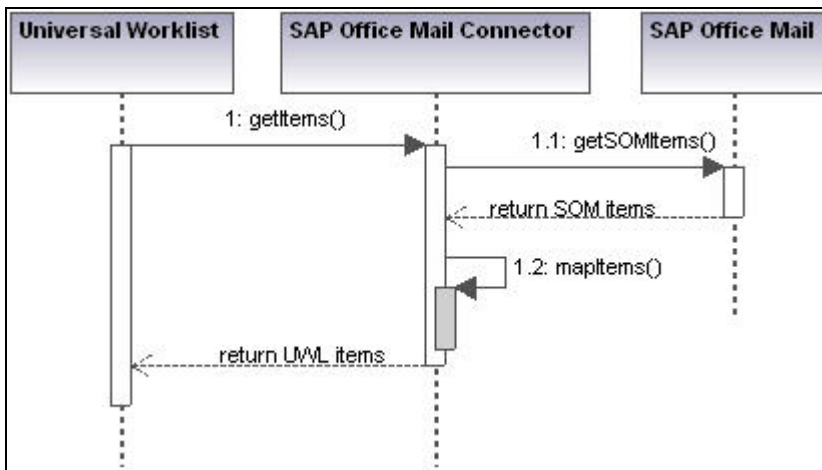 Universal Worklist
SAP Office Mail Connector
SAP Office Mail
1: getItems()
1.1: getSOMItems()
return SOM items
1.2: mapItems()
return UWL items